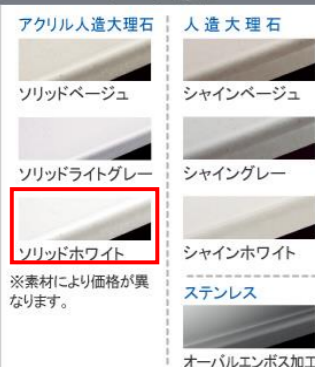 アクリル人造大理石
ソリッドベージュ
ソリッドライトグレー
ソリッドホワイト
※素材により価格が異
なります。
人造大理石
シャインベージュ
シャイングレー
シャインホワイト
ステンレス
オーバルエンボス加工